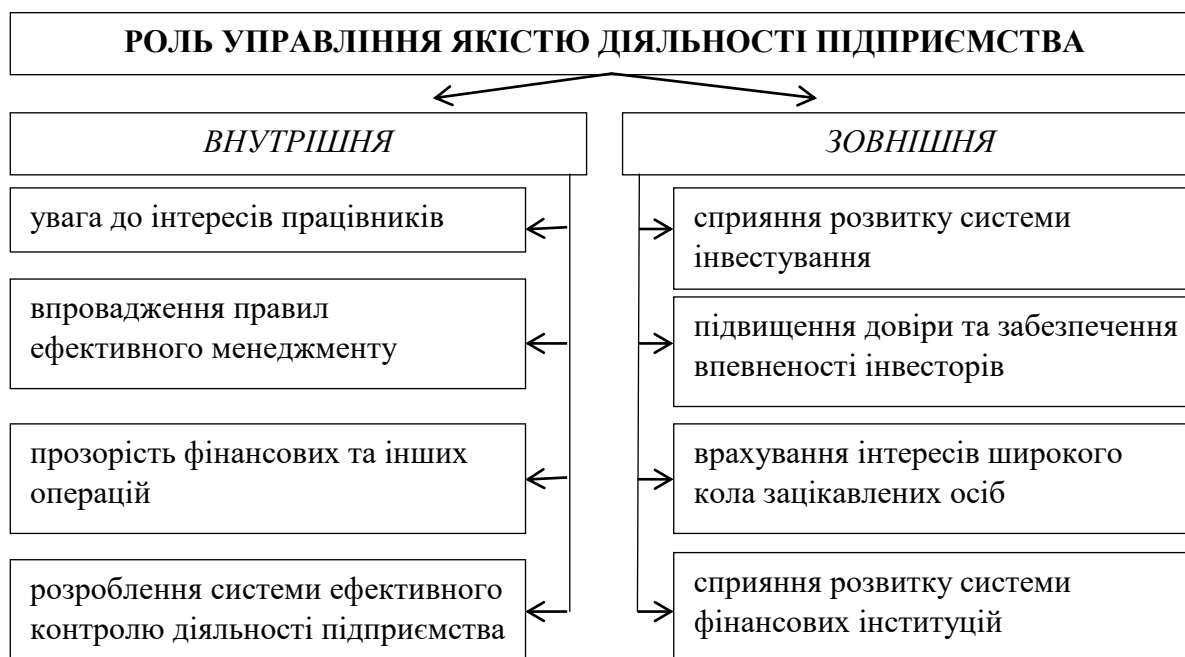 РОЛЬ УПРАВЛІННЯ ЯКІСТЮ ДІЯЛЬНОСТІ ПІДПРИЄМСТВА
ВНУТРІШНЯ
увага до інтересів працівників
впровадження правил
ефективного менеджменту
прозорість фінансових та інших
операцій
розроблення системи ефективного
контролю діяльності підприємства
ЗОВНІШНЯ
сприяння розвитку системи
інвестування
підвищення довіри та забезпечення
впевненості інвесторів
врахування інтересів широкого
кола зацікавлених осіб
сприяння розвитку системи
фінансових інституцій